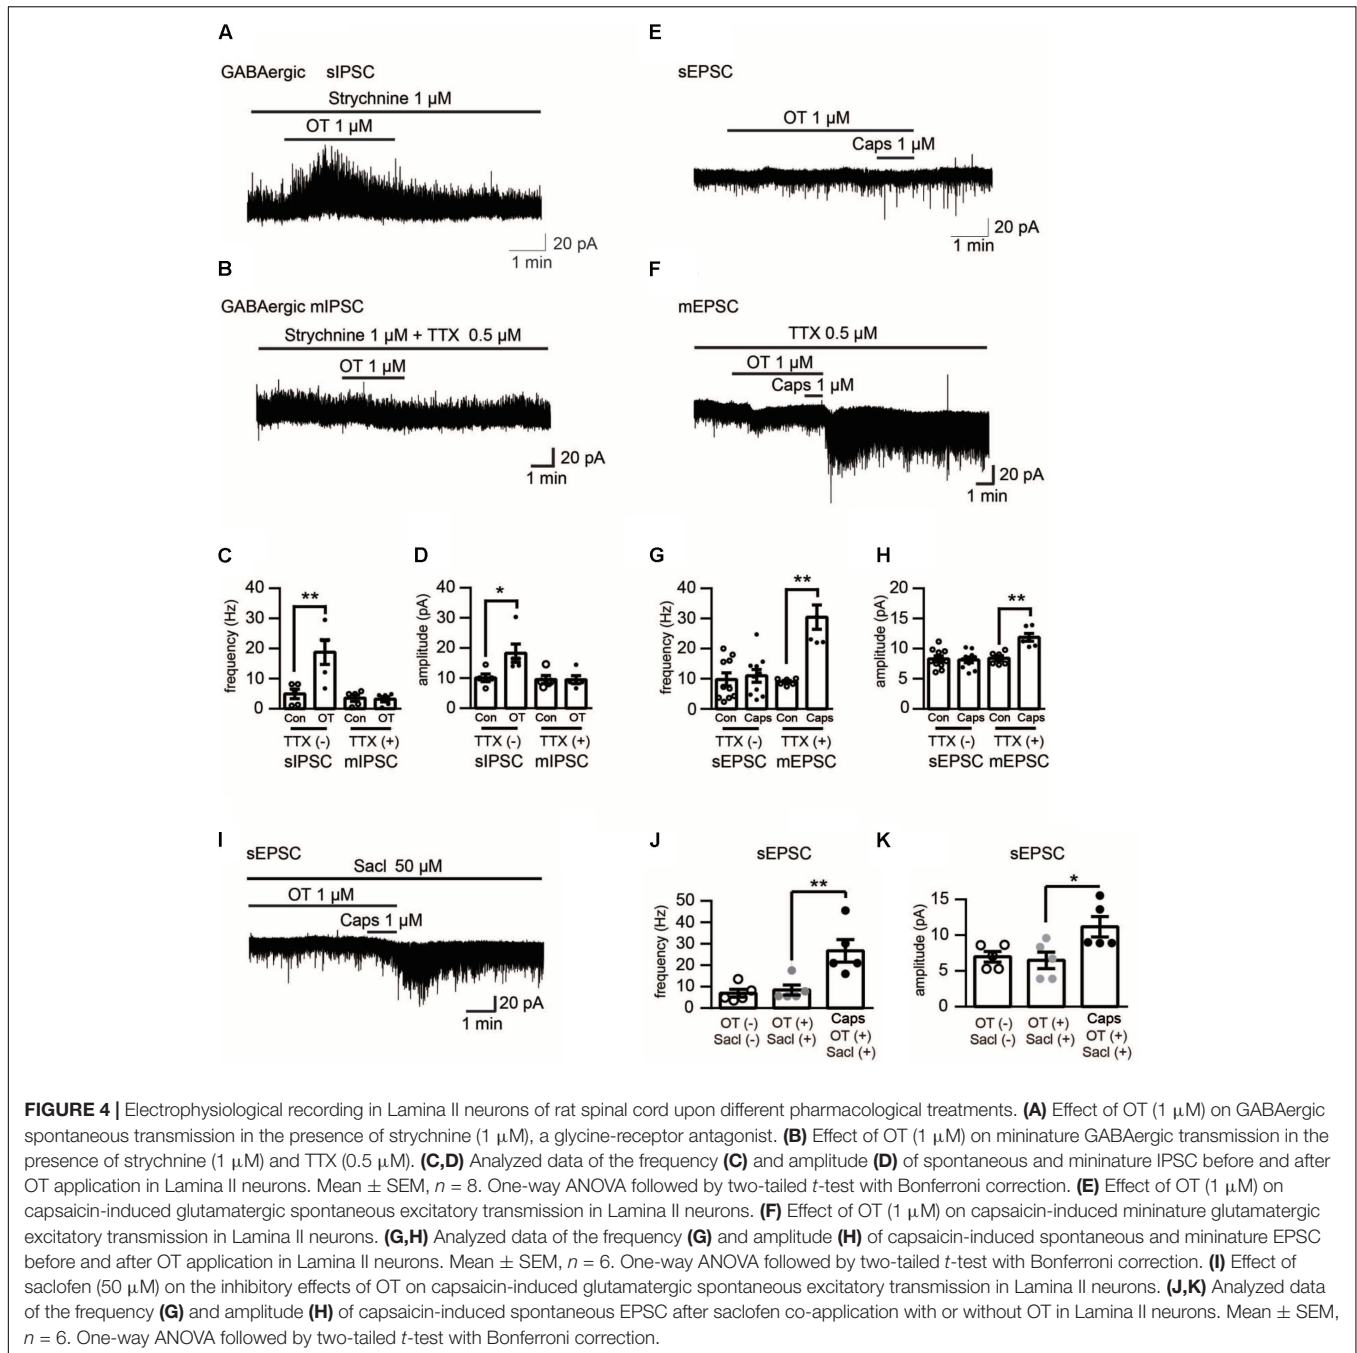 A
GABAergic sIPSC
Strychnine 1 µM
OT 1 µM
20 pA
1 min
B
GABAergic mIPSC
Strychnine 1 µM + TTX 0.5 µM
OT 1 µM
20 pA
1 min
E
sEPSC
OT 1 µM
Caps 1 µM
20 pA
1 min
F
mEPSC
TTX 0.5 µM
OT 1 µM
Caps 1 µM
20 pA
1 min
C
frequency (Hz)
40
30
20
10
0
**
Con OT Con OT
TTX (-) TTX (+)
sIPSC mIPSC
D
amplitude (pA)
40
30
20
10
0
*
Con OT Con OT
TTX (-) TTX (+)
sIPSC mIPSC
G
frequency (Hz)
40
30
20
10
0
**
Con Caps Con Caps
TTX (-) TTX (+)
sEPSC mEPSC
H
amplitude (pA)
20
15
10
5
0
**
Con Caps Con Caps
TTX (-) TTX (+)
sEPSC mEPSC
I
sEPSC
Sacl 50 µM
OT 1 µM
Caps 1 µM
20 pA
1 min
J
sEPSC
frequency (Hz)
50
40
30
20
10
0
**
OT (-) OT (+) Caps
Sacl (-) Sacl (+) OT (+)
Sacl (+)
K
sEPSC
amplitude (pA)
15
10
5
0
*
OT (-) OT (+) Caps
Sacl (-) Sacl (+) OT (+)
Sacl (+)
FIGURE 4 | Electrophysiological recording in Lamina II neurons of rat spinal cord upon different pharmacological treatments. (A) Effect of OT (1 µM) on GABAergic
spontaneous transmission in the presence of strychnine (1 µM), a glycine-receptor antagonist. (B) Effect of OT (1 µM) on mininature GABAergic transmission in the
presence of strychnine (1 µM) and TTX (0.5 µM). (C,D) Analyzed data of the frequency (C) and amplitude (D) of spontaneous and mininature IPSC before and after
OT application in Lamina II neurons. Mean ± SEM, n = 8. One-way ANOVA followed by two-tailed t-test with Bonferroni correction. (E) Effect of OT (1 µM) on
capsaicin-induced glutamatergic spontaneous excitatory transmission in Lamina II neurons. (F) Effect of OT (1 µM) on capsaicin-induced mininature glutamatergic
excitatory transmission in Lamina II neurons. (G,H) Analyzed data of the frequency (G) and amplitude (H) of capsaicin-induced spontaneous and mininature EPSC
before and after OT application in Lamina II neurons. Mean ± SEM, n = 6. One-way ANOVA followed by two-tailed t-test with Bonferroni correction. (I) Effect of
saclofen (50 µM) on the inhibitory effects of OT on capsaicin-induced glutamatergic spontaneous excitatory transmission in Lamina II neurons. (J,K) Analyzed data
of the frequency (G) and amplitude (H) of capsaicin-induced spontaneous EPSC after saclofen co-application with or without OT in Lamina II neurons. Mean ± SEM,
n = 6. One-way ANOVA followed by two-tailed t-test with Bonferroni correction.